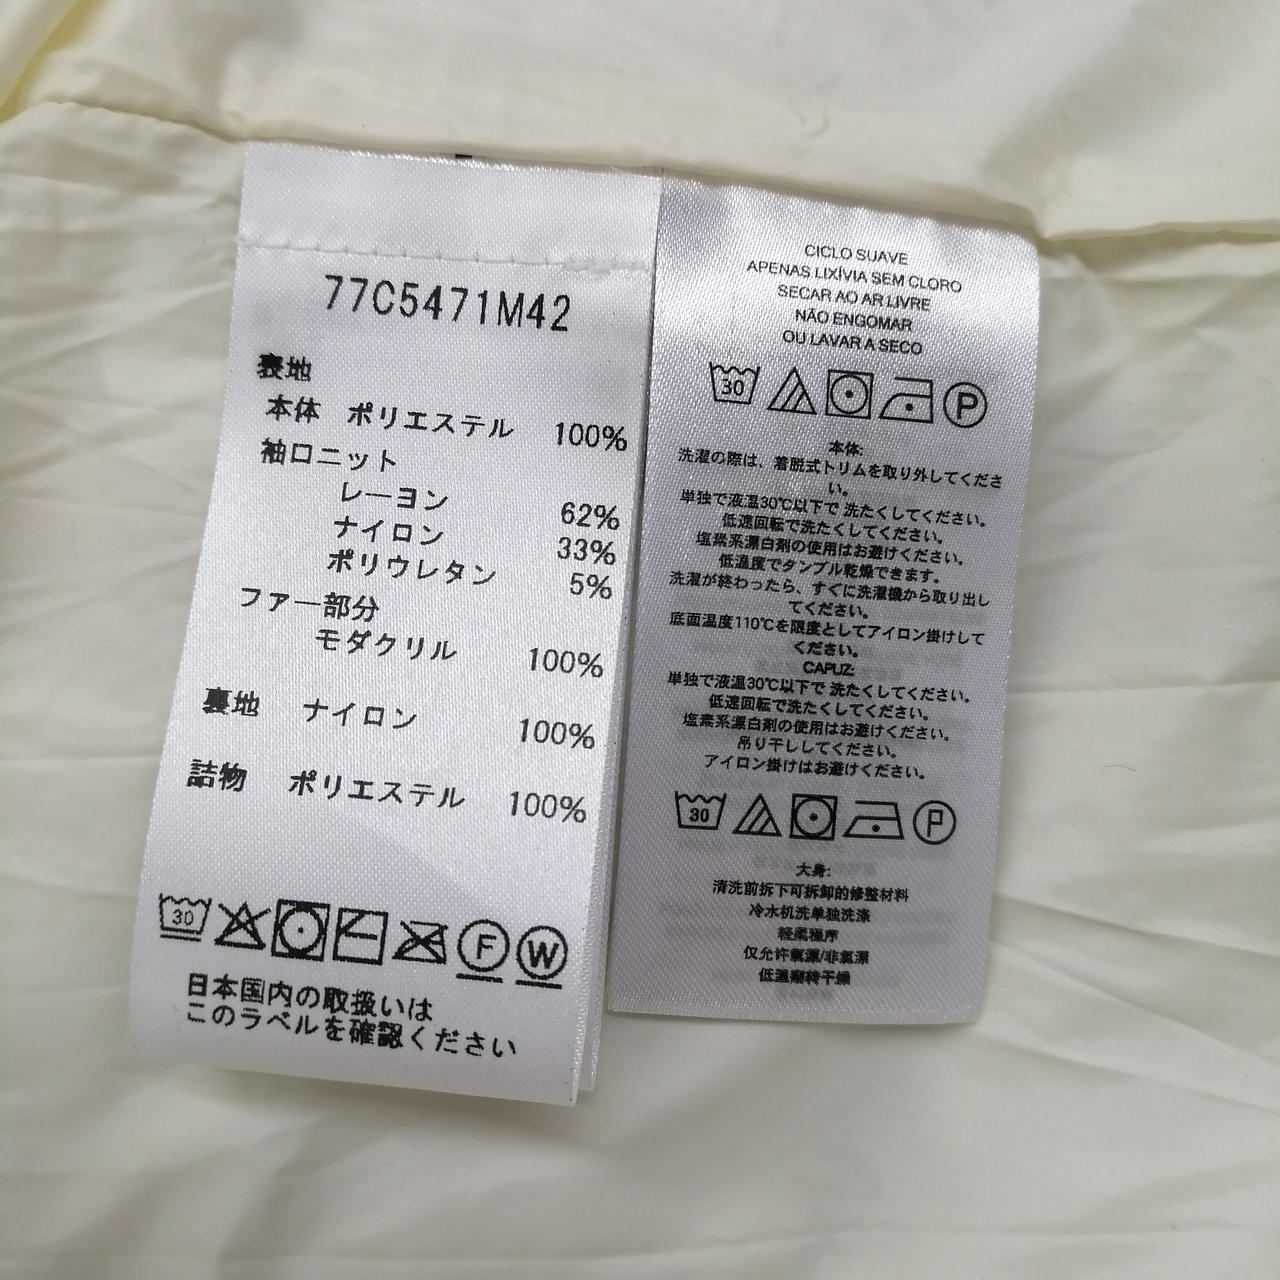 77C5471M42
表地
本体 ポリエステル 100%
袖口ニット
レーヨン 62%
ナイロン 33%
ポリウレタン 5%
ファー部分
モダクリル 100%
裏地 ナイロン 100%
詰物 ポリエステル 100%
30
F
W
日本国内の取扱いは
このラベルを確認ください
CICLO SUAVE
APENAS LIXÍVIA SEM CLORO
SECAR AO AR LIVRE
NÃO ENGOMAR
OU LAVAR A SECO
30
P
本体:
洗濯の際は、着脱式トリムを取り外してくださ
い。
単独で液温30℃以下で 洗たくしてください。
低速回転で洗たくしてください。
塩素系漂白剤の使用はお避けください。
低温度でタンブル乾燥できます。
洗濯が終わったら、すぐに洗濯機から取り出し
てください。
底面温度110℃を限度としてアイロン掛けして
ください。
CAPUZ:
単独で液温30℃以下で 洗たくしてください。
低速回転で洗たくしてください。
塩素系漂白剤の使用はお避けください。
吊り干ししてください。
アイロン掛けはお避けください。
30
P
大身:
清洗前拆下可拆卸的修整材料
冷水机洗单独洗涤
轻柔程序
仅允许氧漂/非氯漂
低温翻转干燥